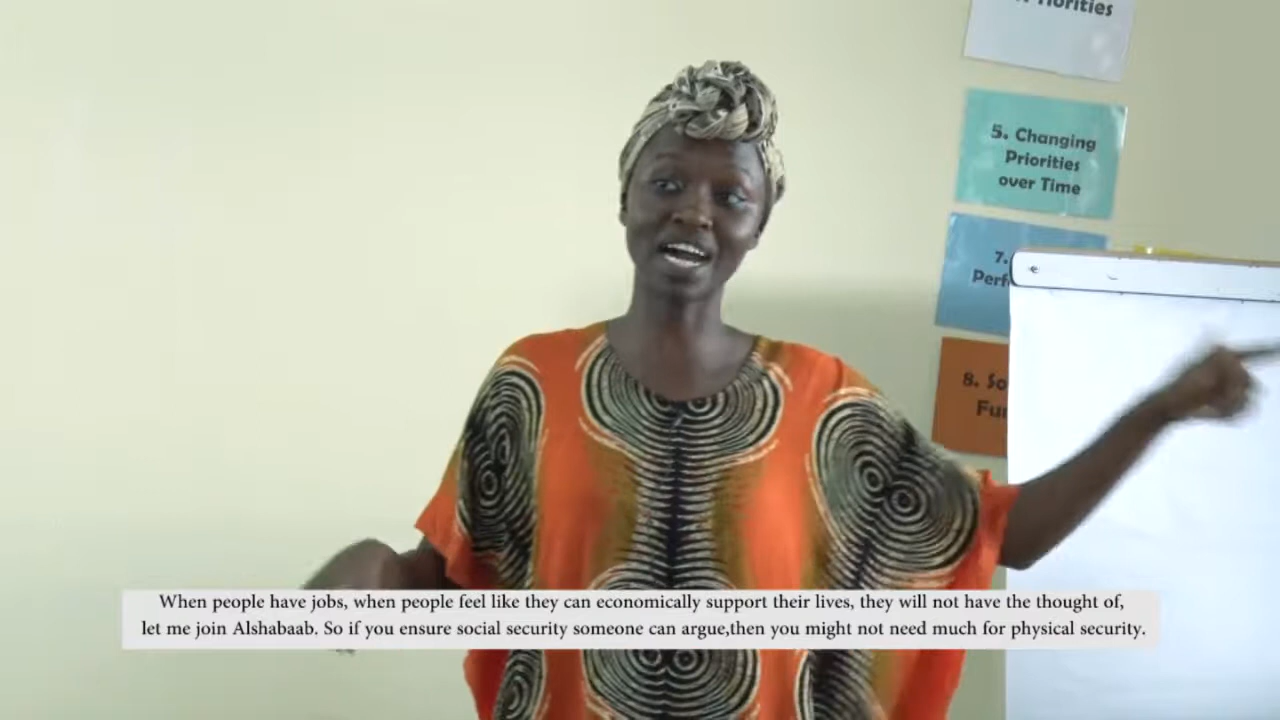 5. Changing
Priorities
over Time
7.
8.
When people have jobs, when people feel like they can economically support their lives, they will not have the thought of,
let me join Alshabaab. So if you ensure social security someone can argue,then you might not need much for physical security.